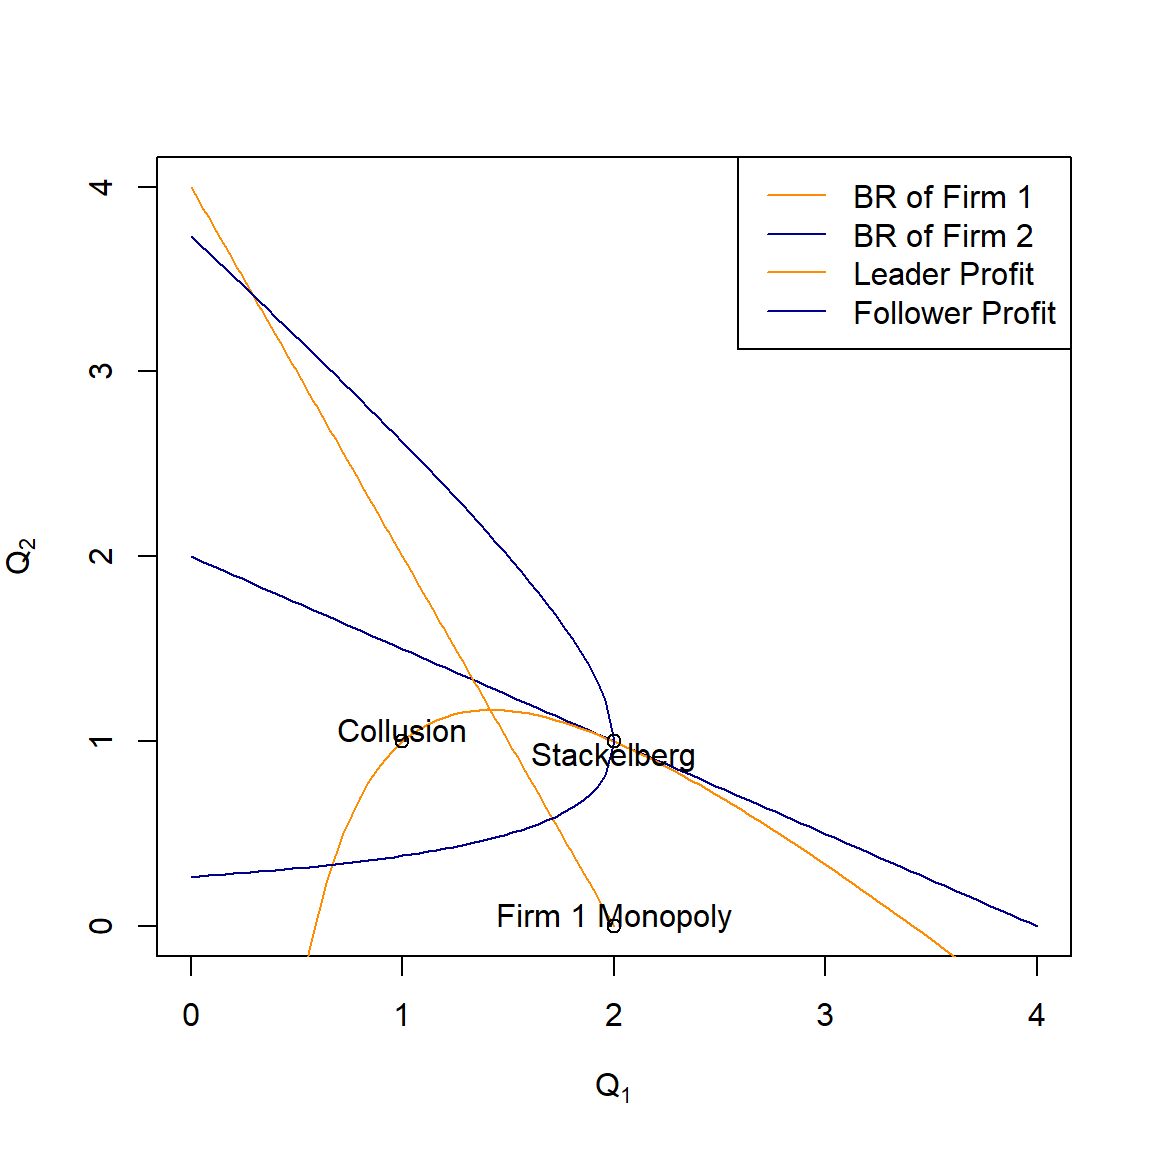 BR of Firm 1
BR of Firm 2
Leader Profit
Follower Profit
4
3
2
1
0
Q2
Collusion
Stackelberg
Firm 1 Monopoly
0 1 2 3 4
Q1